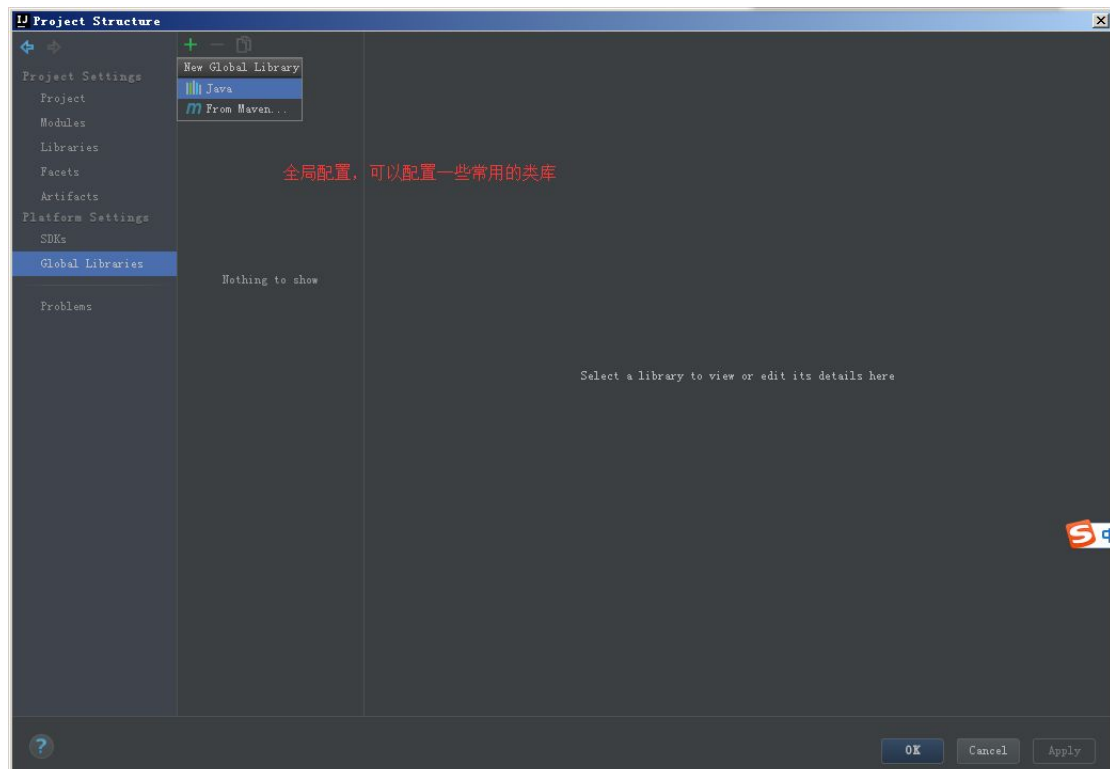 Project Structure
Project Settings
Project
Modules
Libraries
Facets
Artifacts
Platform Settings
SDKs
Global Libraries
Problems
New Global Library
Java
From Maven...
全局配置，可以配置一些常用的类库
Nothing to show
Select a library to view or edit its details here
OK
Cancel
Apply